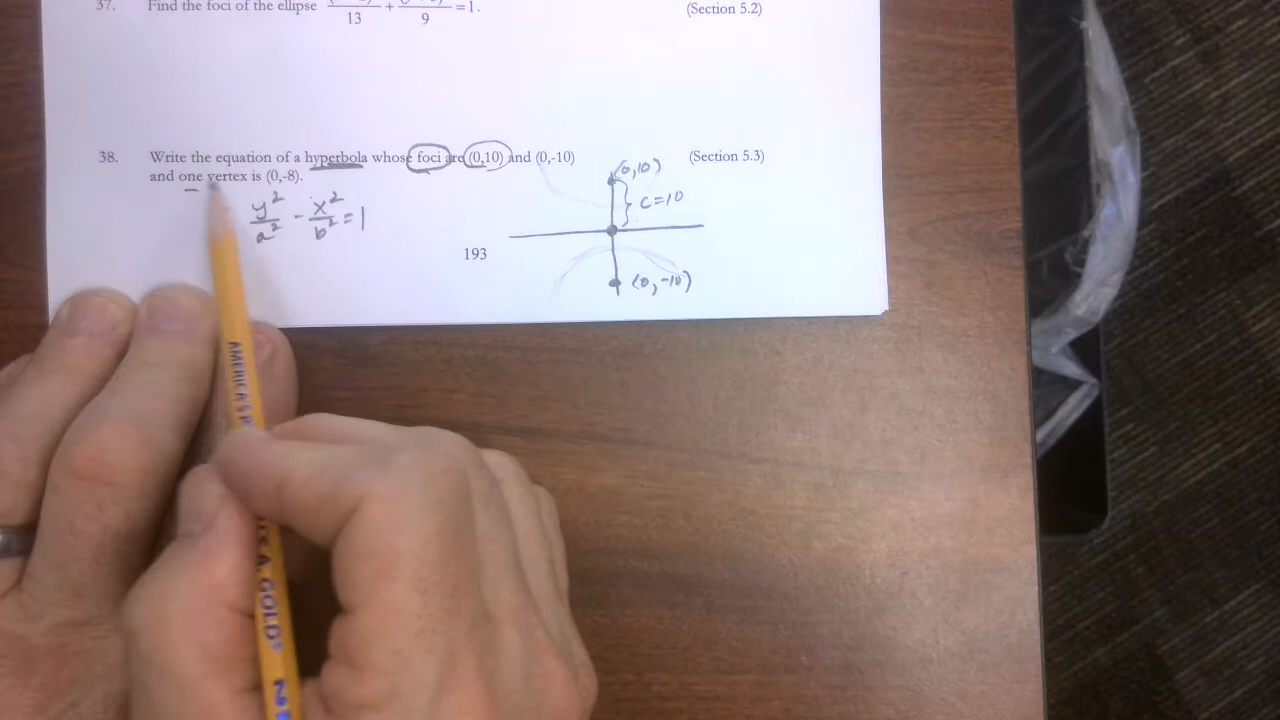 37. Find the foci of the ellipse
13 + 9 =1. (Section 5.2)
38. Write the equation of a hyperbola whose foci are (0,10) and (0,-10) (Section 5.3)
and one vertex is (0,-8).
y²/a² - x²/b² = 1
(0,10)
c=10
193
(0,-10)
AMERICA'S
U.S.A. GOLD